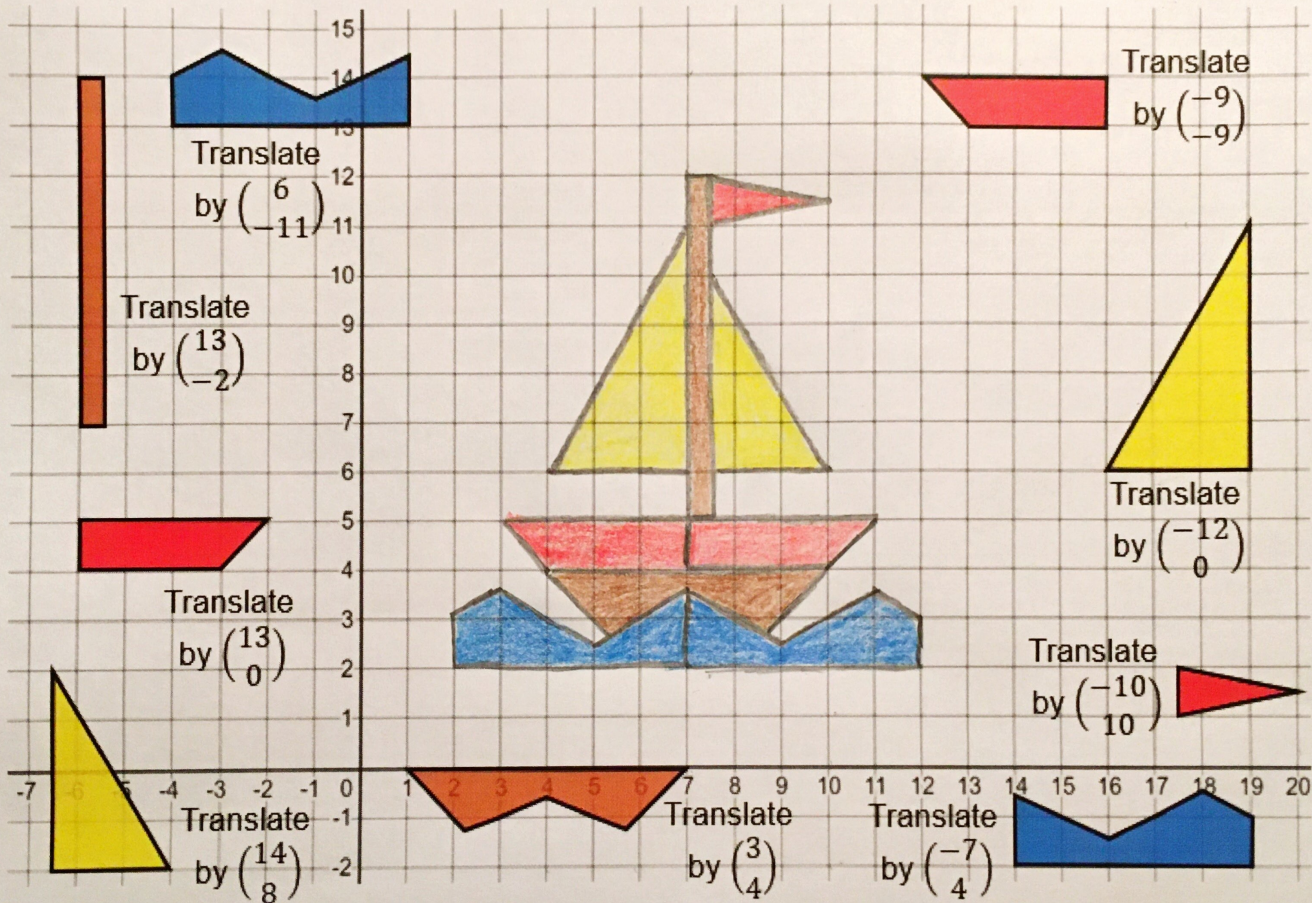 15
14
13
12
11
10
9
8
7
6
5
4
3
2
1
-1
-2
-7 -6 -5 -4 -3 -2 -1 0 2 3 4 5 6 7 8 9 10 11 12 13 14 15 16 17 18 19 20
Translate
by (6
-11)
Translate
by (13
-2)
Translate
by (13
0)
Translate
by (14
8)
Translate
by (3
4)
Translate
by (-7
4)
Translate
by (-9
-9)
Translate
by (-12
0)
Translate
by (-10
10)